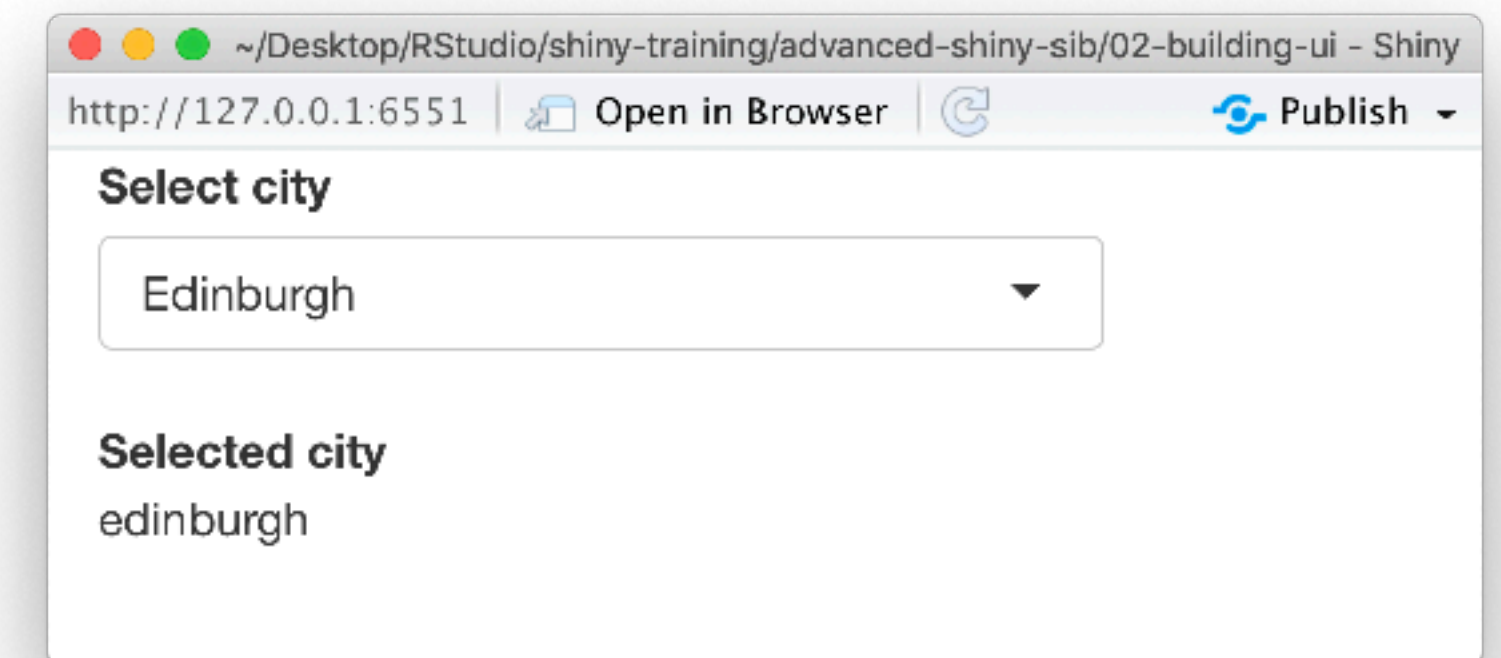 ~/Desktop/RStudio/shiny-training/advanced-shiny-sib/02-building-ui - Shiny
http://127.0.0.1:6551 Open in Browser Publish
Select city
Edinburgh
Selected city
edinburgh